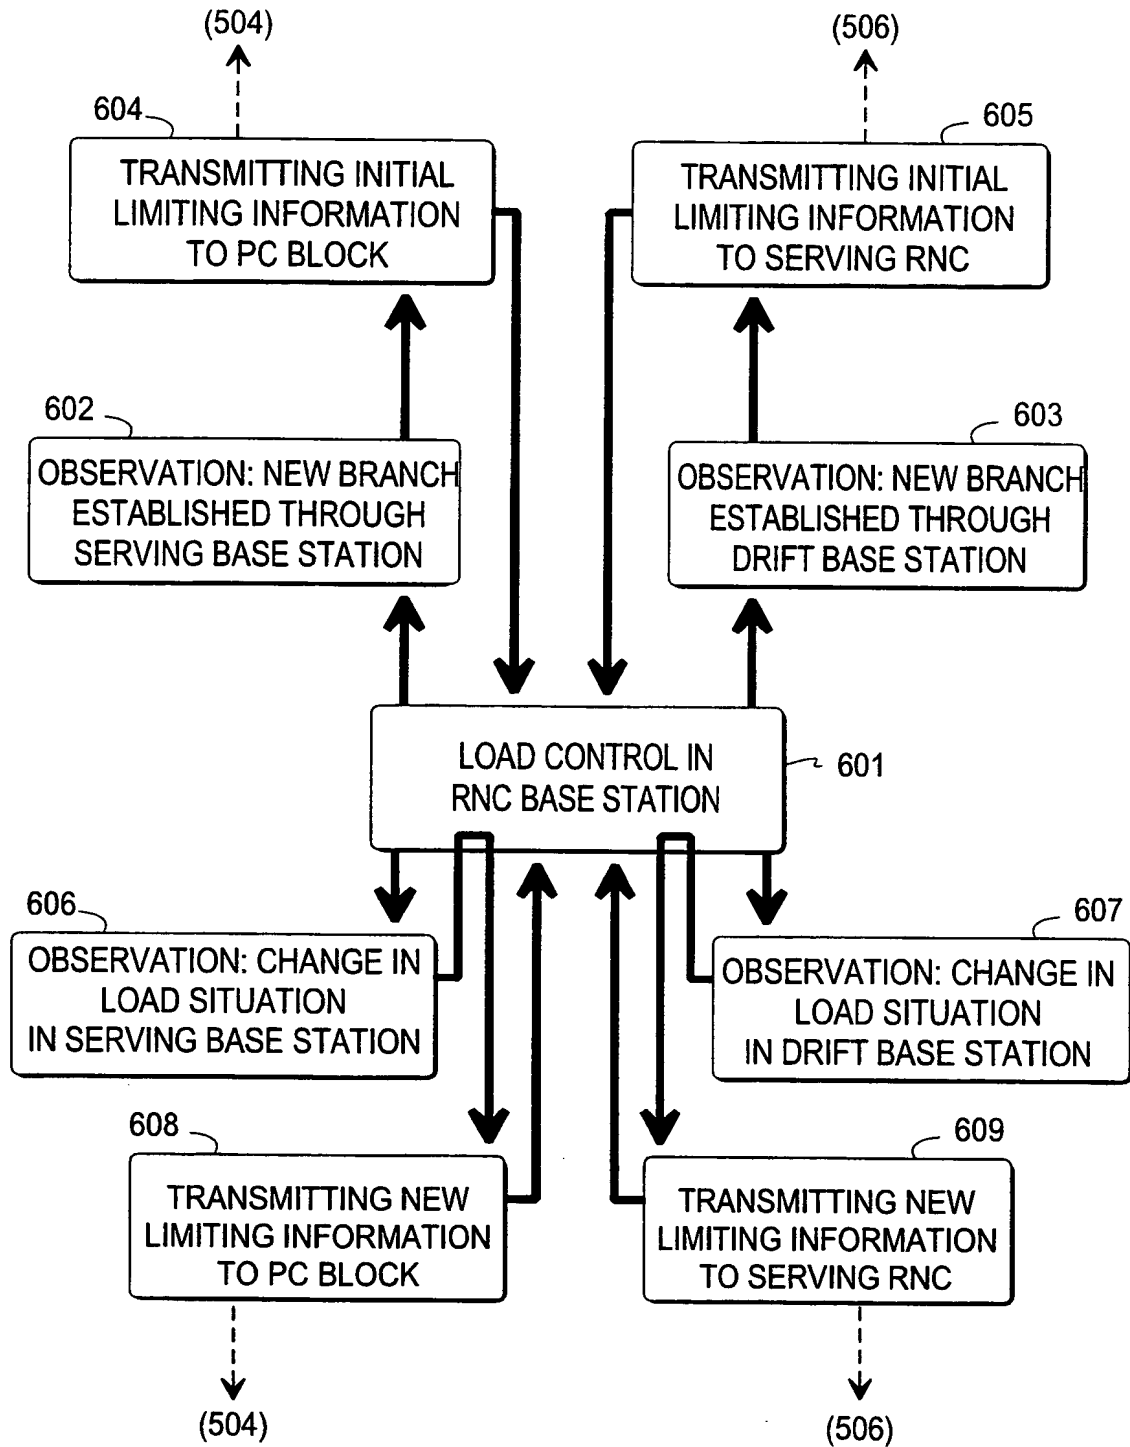 (504)
(506)
604
605
TRANSMITTING INITIAL
LIMITING INFORMATION
TO PC BLOCK
TRANSMITTING INITIAL
LIMITING INFORMATION
TO SERVING RNC
602
603
OBSERVATION: NEW BRANCH
ESTABLISHED THROUGH
SERVING BASE STATION
OBSERVATION: NEW BRANCH
ESTABLISHED THROUGH
DRIFT BASE STATION
LOAD CONTROL IN
RNC BASE STATION
601
606
607
OBSERVATION: CHANGE IN
LOAD SITUATION
IN SERVING BASE STATION
OBSERVATION: CHANGE IN
LOAD SITUATION
IN DRIFT BASE STATION
608
609
TRANSMITTING NEW
LIMITING INFORMATION
TO PC BLOCK
TRANSMITTING NEW
LIMITING INFORMATION
TO SERVING RNC
(504)
(506)